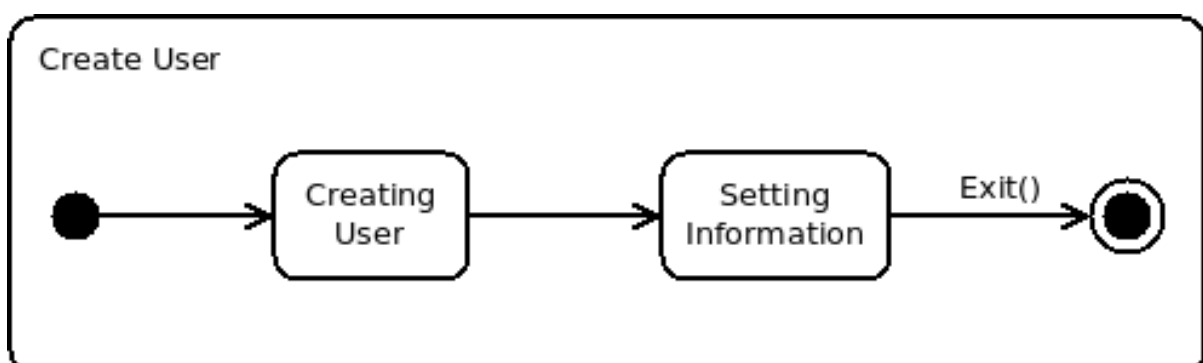 Create User
Creating
User
Setting
Information
Exit()